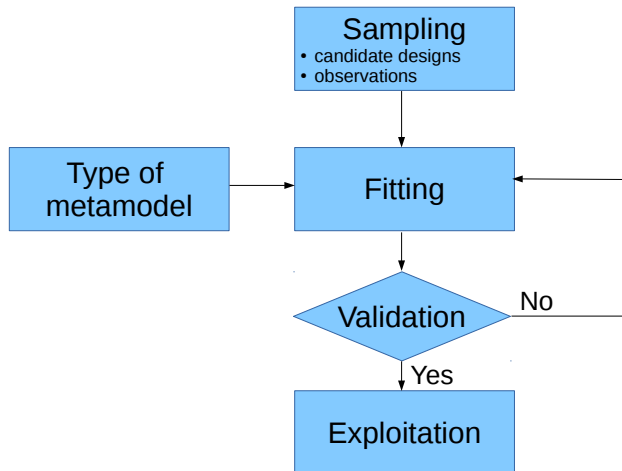 Sampling
• candidate designs
• observations
Type of
metamodel
Fitting
Validation
No
Yes
Exploitation